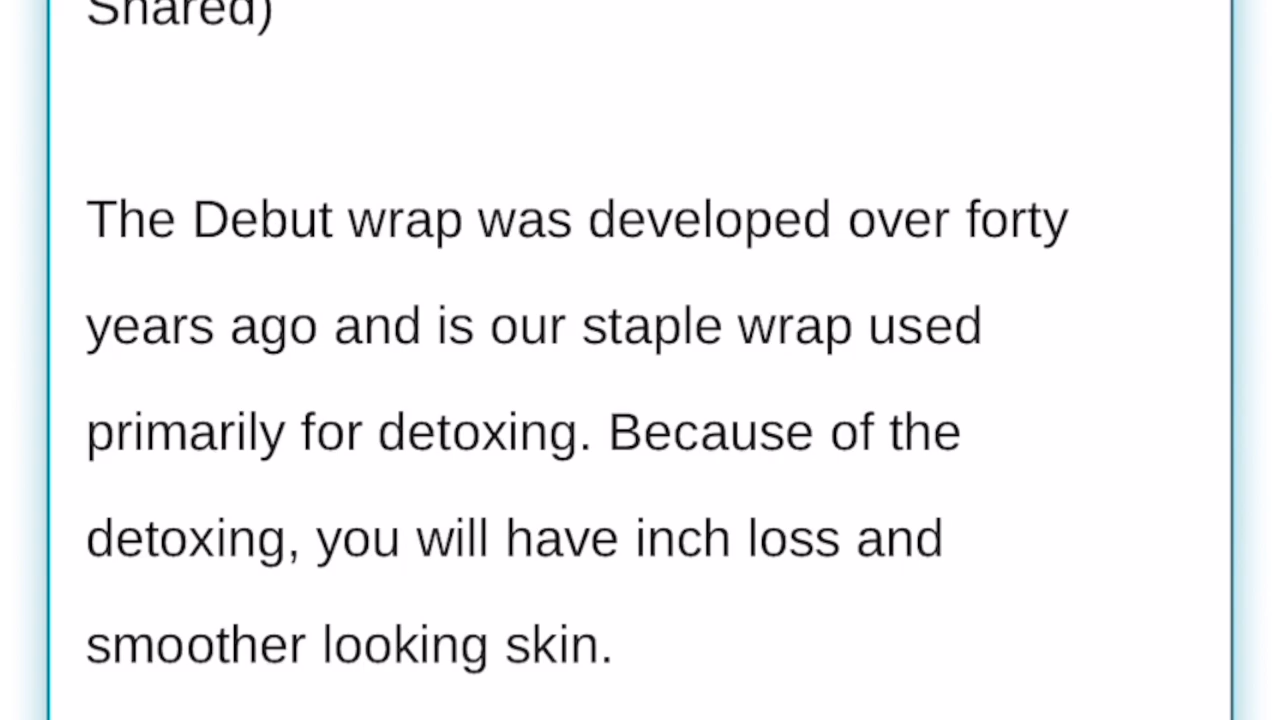 Shared)
The Debut wrap was developed over forty
years ago and is our staple wrap used
primarily for detoxing. Because of the
detoxing, you will have inch loss and
smoother looking skin.